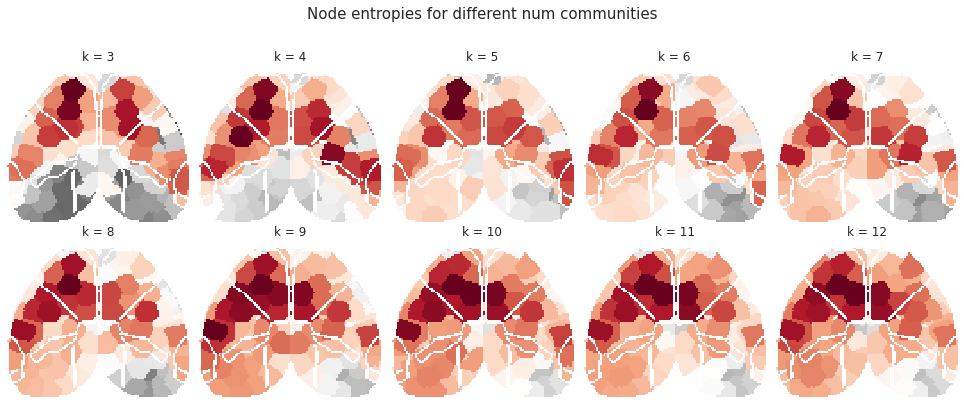 Node entropies for different num communities
k = 3
k = 4
k = 5
k = 6
k = 7
k = 8
k = 9
k = 10
k = 11
k = 12